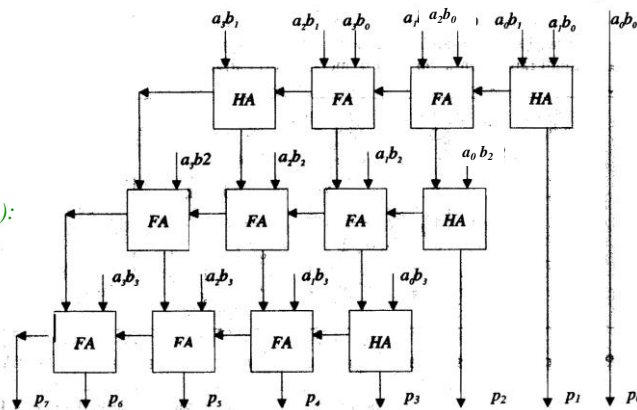 a₃b₁ a₂b₁ a₃b₀ a₁ a₂b₀ a₀b₁ a₁b₀ a₀b₀
HA FA FA HA
a₃b2 a₂b₂ a₁b₂ a₀b₂
):
FA FA FA HA
a₃b₃ a₂b₃ a₁b₃ a₀b₃
FA FA FA HA
p₇ p₆ p₅ p₄ p₃ p₂ p₁